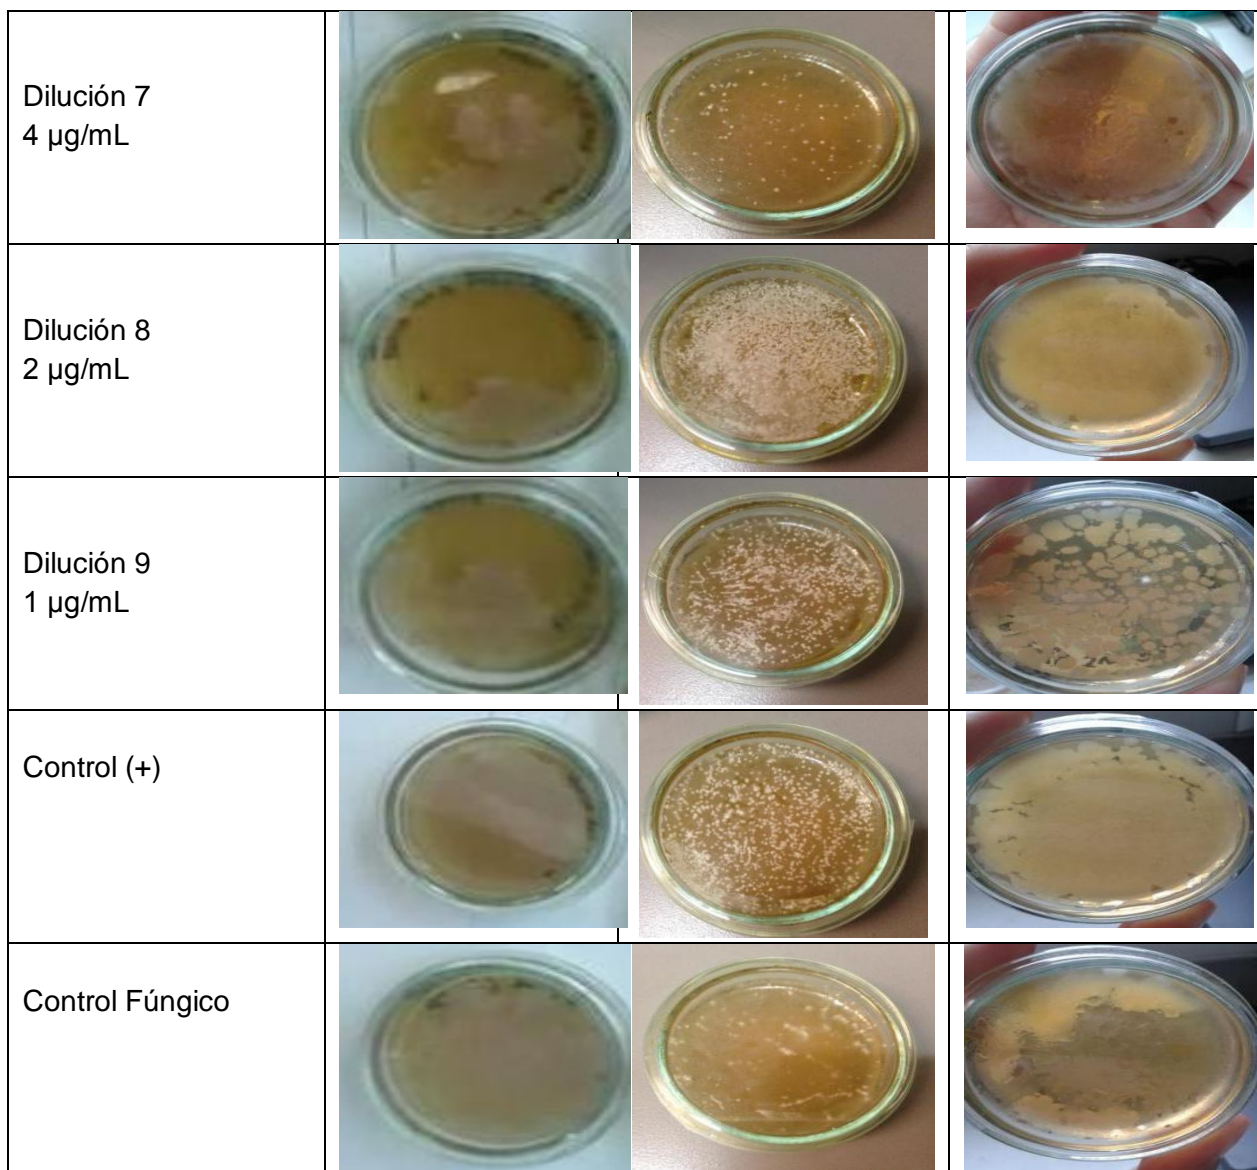 Dilución 7
4 µg/mL
Dilución 8
2 µg/mL
Dilución 9
1 µg/mL
Control (+)
Control Fúngico